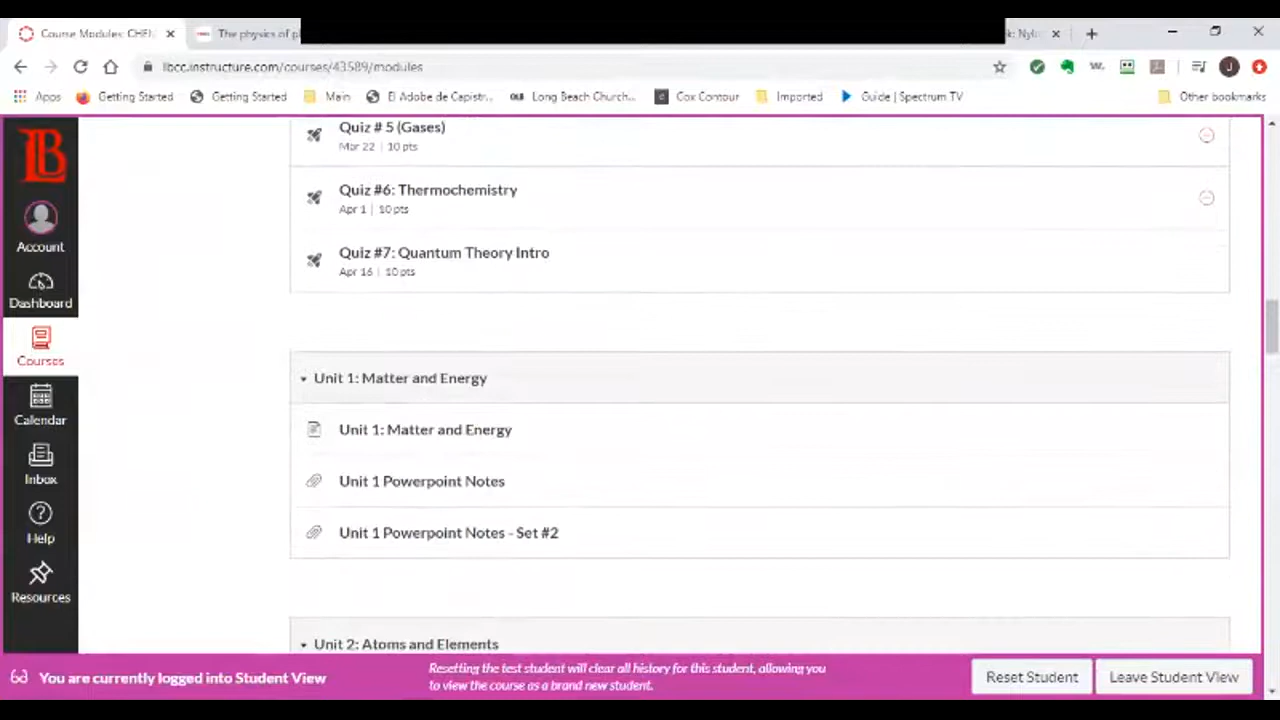 Course Modules: CHEM
The physics of pl
k: Nylo
lbcc.instructure.com/courses/43589/modules
Apps
Getting Started
Getting Started
Main
El Adobe de Capistr...
Long Beach Church...
Cox Contour
Imported
Guide | Spectrum TV
Other bookmarks
LB
Account
Dashboard
Courses
Calendar
Inbox
Help
Resources
Quiz # 5 (Gases)
Mar 22 | 10 pts
Quiz #6: Thermochemistry
Apr 1 | 10 pts
Quiz #7: Quantum Theory Intro
Apr 16 | 10 pts
Unit 1: Matter and Energy
Unit 1: Matter and Energy
Unit 1 Powerpoint Notes
Unit 1 Powerpoint Notes - Set #2
Unit 2: Atoms and Elements
You are currently logged into Student View
Resetting the test student will clear all history for this student, allowing you
to view the course as a brand new student.
Reset Student
Leave Student View